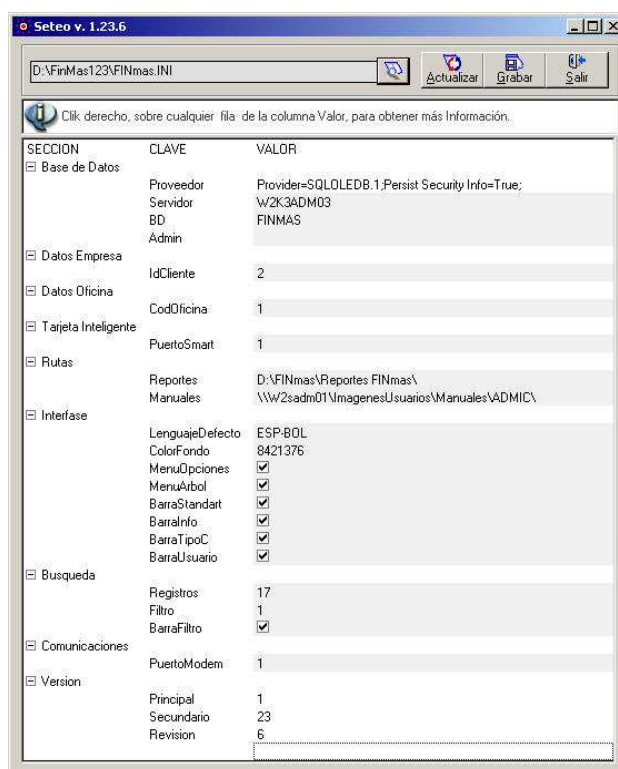 Seteo v. 1.23.6
D:\FinMas123\FINmas.INI
Actualizar Grabar Salir
Clik derecho, sobre cualquier fila de la columna Valor, para obtener más Información.
SECCION CLAVE VALOR
Base de Datos
Proveedor Provider=SQLOLEDB.1;Persist Security Info=True;
Servidor W2K3ADM03
BD FINMAS
Admin
Datos Empresa
IdCliente 2
Datos Oficina
CodOficina 1
Tarjeta Inteligente
PuertoSmart 1
Rutas
Reportes D:\FINmas\Reportes FINmas\
Manuales \\W2sadm01\ImagenesUsuarios\Manuales\ADMIC\
Interfase
LenguajeDefecto ESP-BOL
ColorFondo 8421376
MenuOpciones
MenuArbol
BarraStandart
BarraInfo
BarraTipoC
BarraUsuario
Busqueda
Registros 17
Filtro 1
BarraFiltro
Comunicaciones
PuertoModem 1
Version
Principal 1
Secundario 23
Revision 6